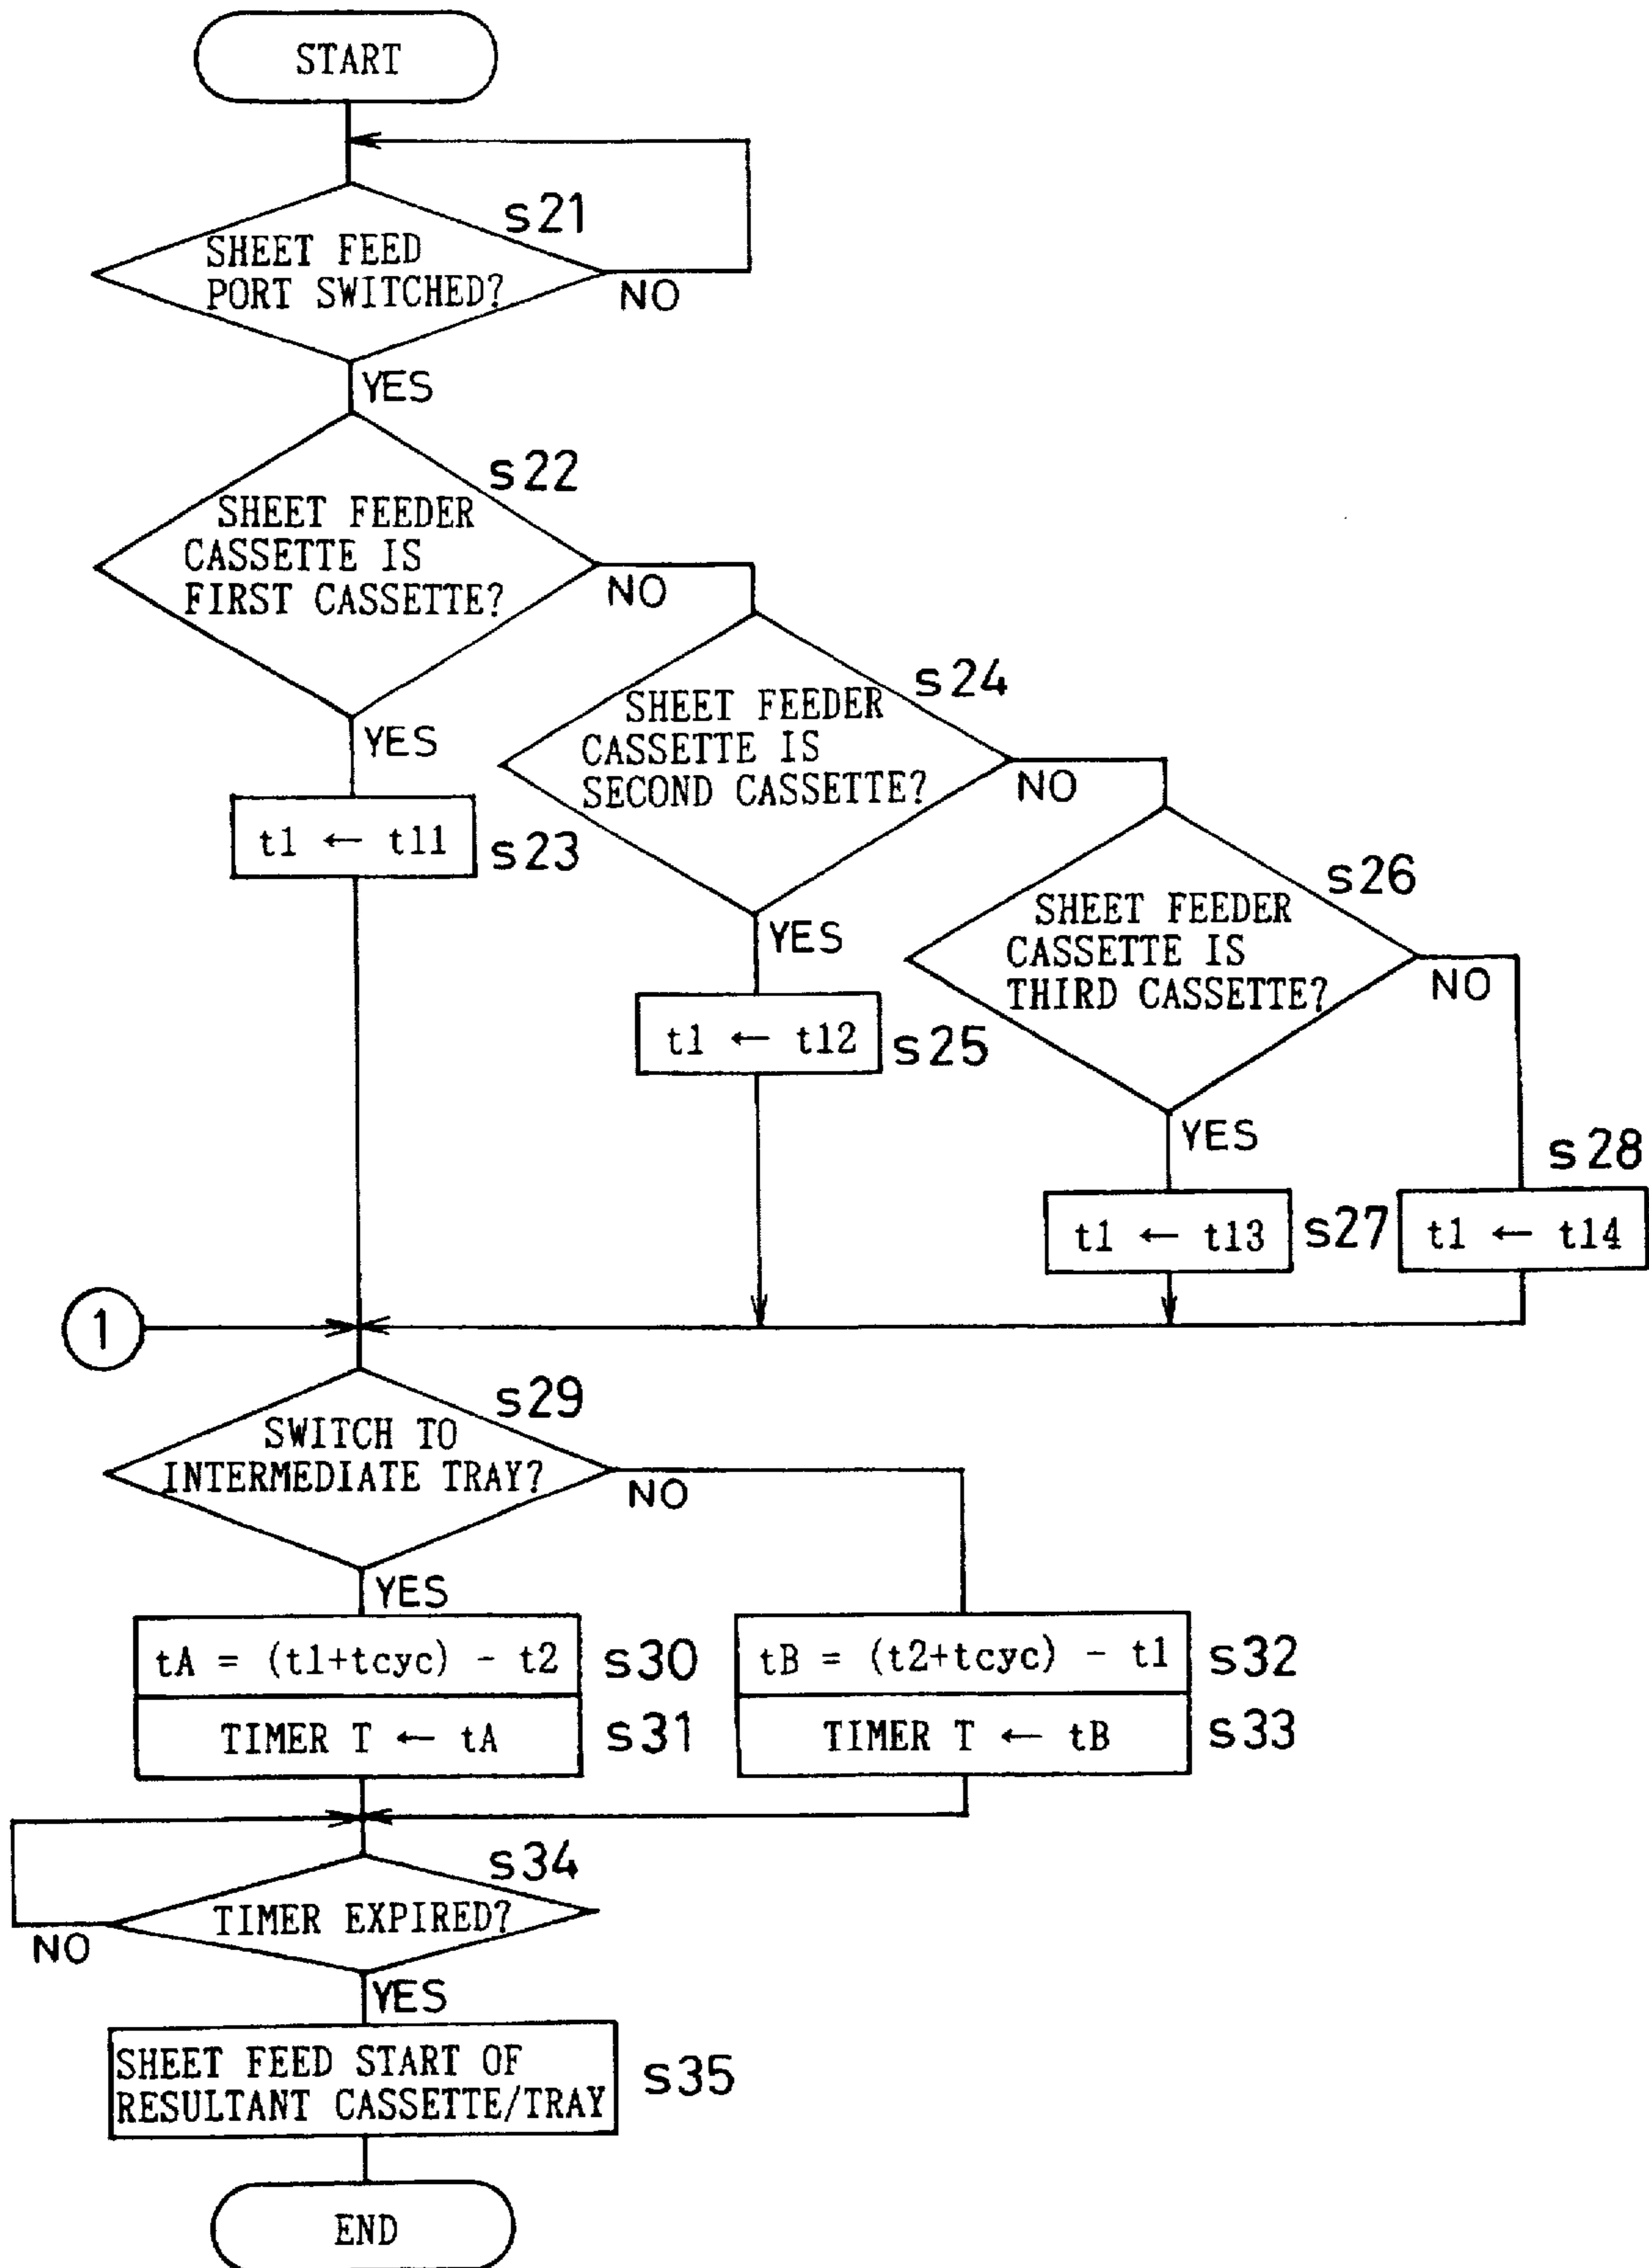 START
s21
SHEET FEED
PORT SWITCHED?
NO
YES
s22
SHEET FEEDER
CASSETTE IS
FIRST CASSETTE?
NO
YES
t1 ← t11
s23
s24
SHEET FEEDER
CASSETTE IS
SECOND CASSETTE?
NO
YES
t1 ← t12
s25
s26
SHEET FEEDER
CASSETTE IS
THIRD CASSETTE?
NO
YES
t1 ← t13
s27
s28
t1 ← t14
1
s29
SWITCH TO
INTERMEDIATE TRAY?
NO
YES
tA = (t1+tcyc) - t2
s30
TIMER T ← tA
s31
tB = (t2+tcyc) - t1
s32
TIMER T ← tB
s33
s34
TIMER EXPIRED?
NO
YES
SHEET FEED START OF
RESULTANT CASSETTE/TRAY
s35
END